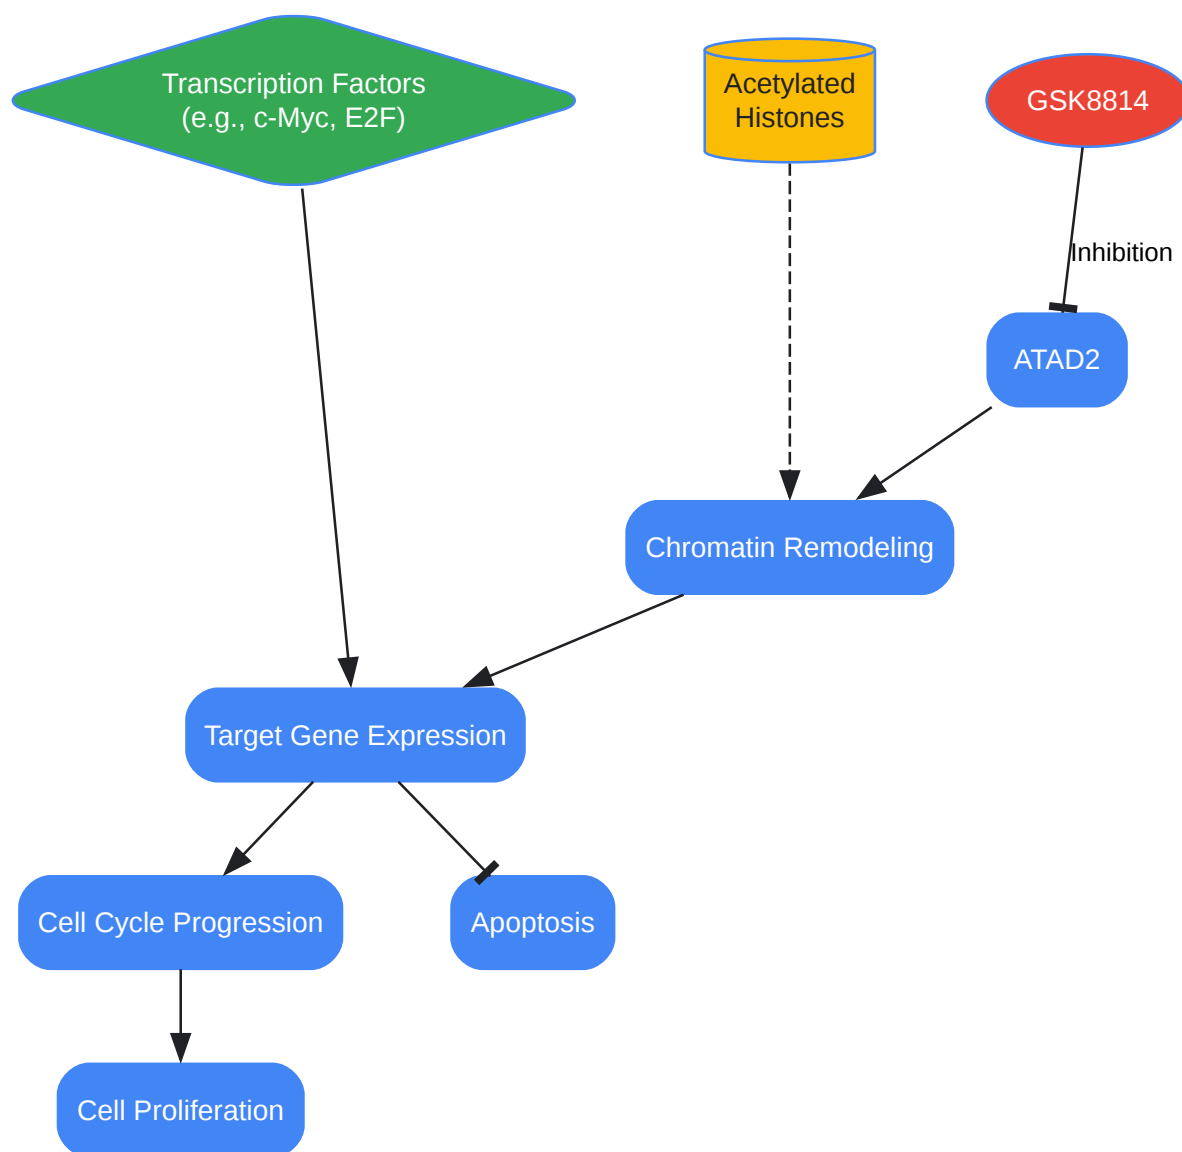 Transcription Factors
(e.g., c-Myc, E2F)
Acetylated
Histones
GSK8814
Inhibition
ATAD2
Chromatin Remodeling
Target Gene Expression
Cell Cycle Progression
Apoptosis
Cell Proliferation